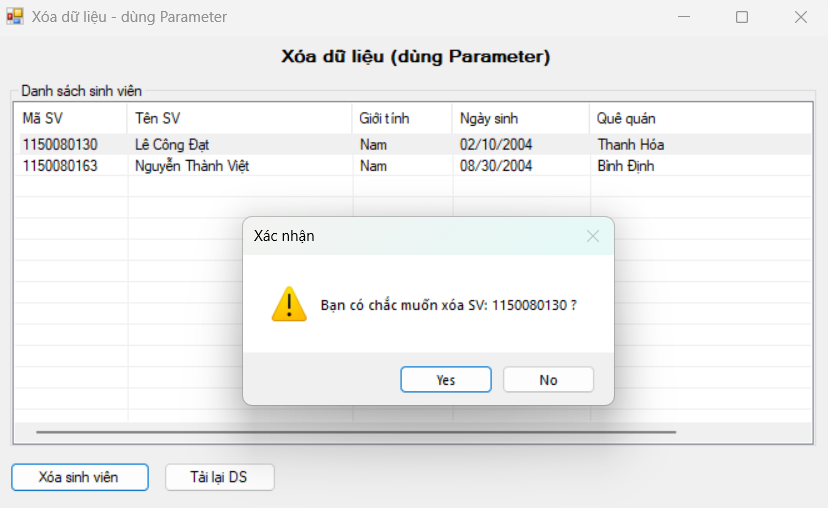 Xóa dữ liệu - dùng Parameter
Xóa dữ liệu (dùng Parameter)
Danh sách sinh viên
Mã SV Tên SV Giới tính Ngày sinh Quê quán
1150080130 Lê Công Đạt Nam 02/10/2004 Thanh Hóa
1150080163 Nguyễn Thành Việt Nam 08/30/2004 Bình Định
Xác nhận
Bạn có chắc muốn xóa SV: 1150080130 ?
Yes No
Xóa sinh viên Tải lại DS